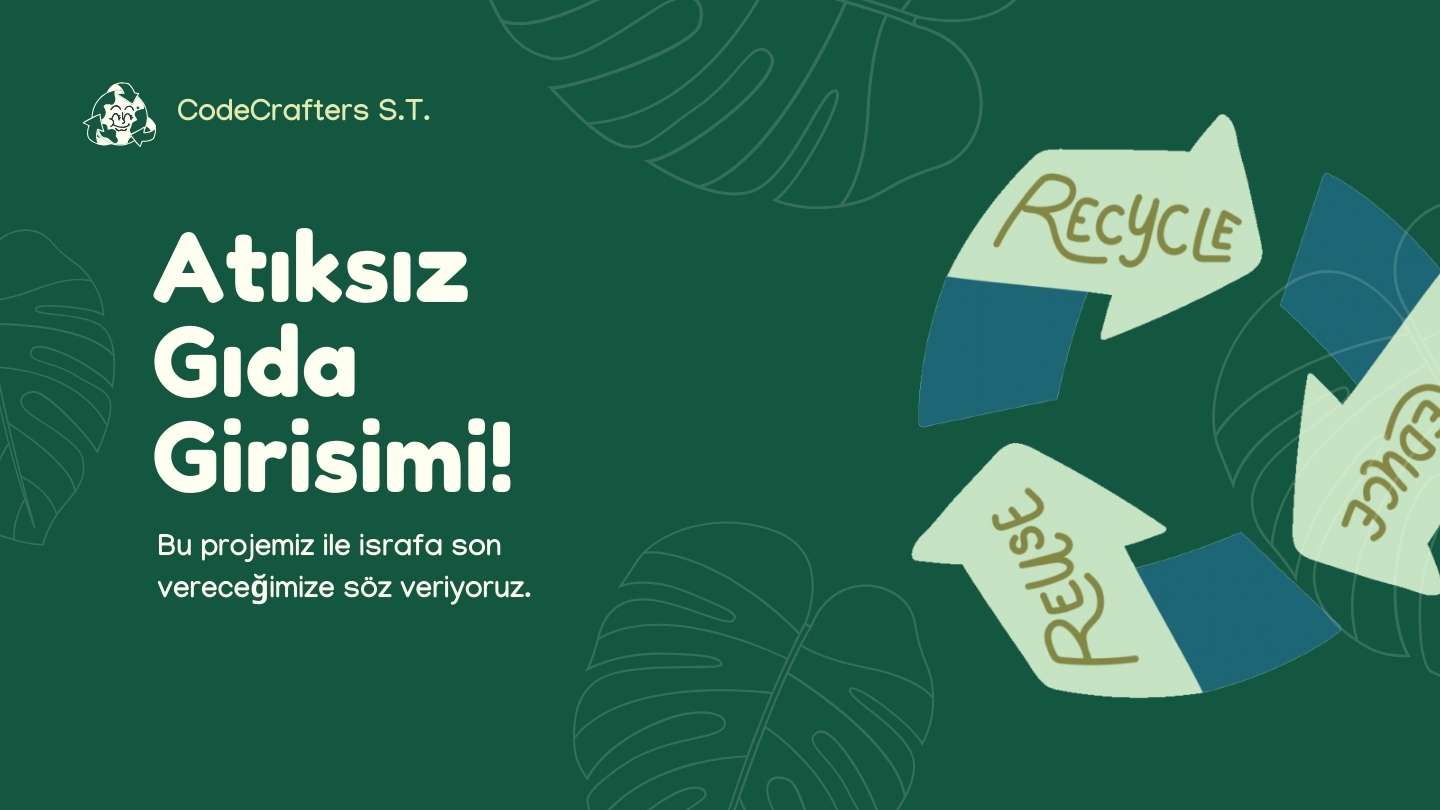 CodeCrafters S.T.
Atıksız
Gıda
Girisimi!
Bu projemiz ile israfa son
vereceğimize söz veriyoruz.
RECYCLE
REDUCE
REUSE